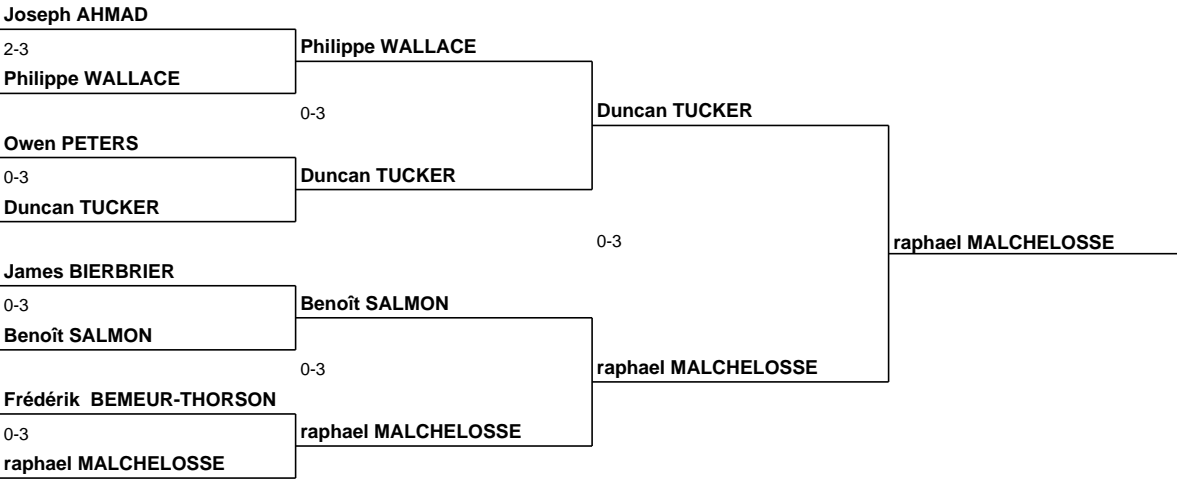 Joseph AHMAD
2-3
Philippe WALLACE
Philippe WALLACE
0-3
Owen PETERS
0-3
Duncan TUCKER
Duncan TUCKER
Duncan TUCKER
0-3
raphael MALCHELOSSE
James BIERBRIER
0-3
Benoît SALMON
Benoît SALMON
0-3
raphael MALCHELOSSE
Frédérik  BEMEUR-THORSON
0-3
raphael MALCHELOSSE
raphael MALCHELOSSE